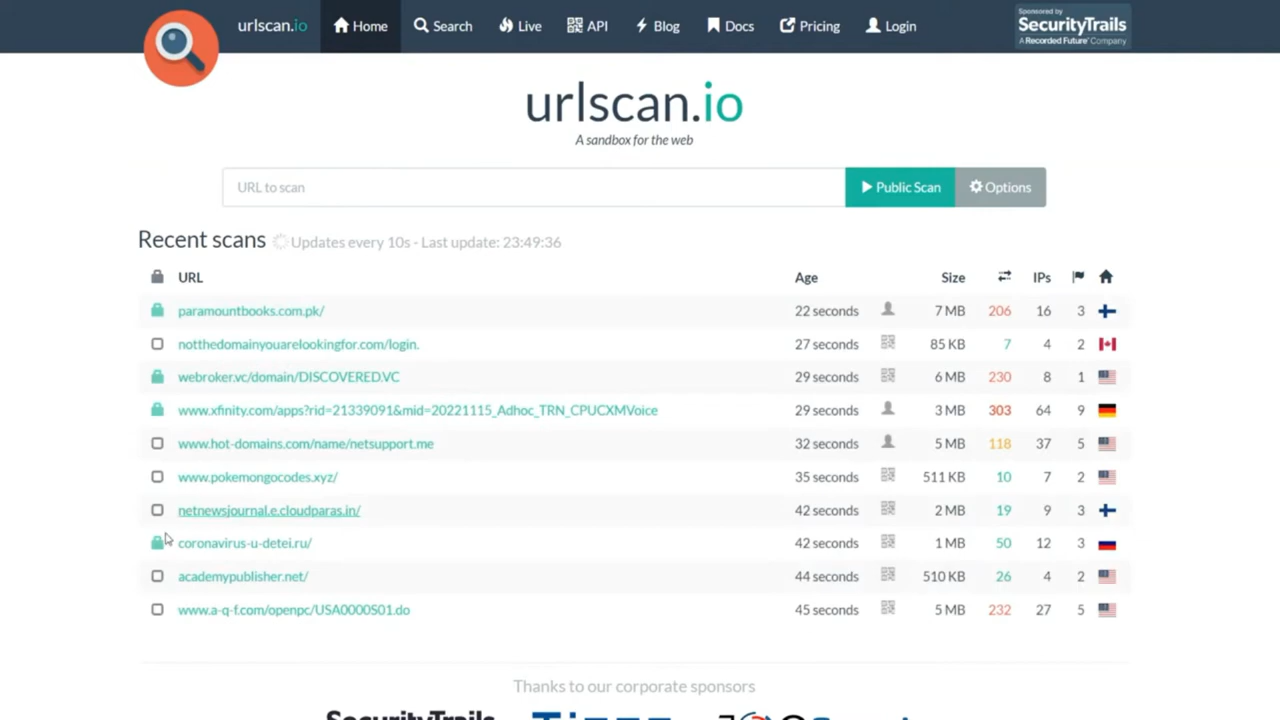 urlscan.io Home Search Live API Blog Docs Pricing Login
Sponsored by
SecurityTrails
A Recorded Future® Company
urlscan.io
A sandbox for the web
URL to scan Public Scan Options
Recent scans Updates every 10s - Last update: 23:49:36
URL Age Size IPs
paramountbooks.com.pk/ 22 seconds 7 MB 206 16 3
notthedomainyouarelookingfor.com/login. 27 seconds 85 KB 7 4 2
webroker.vc/domain/DISCOVERED.VC 29 seconds 6 MB 230 8 1
www.xfinity.com/apps?rid=21339091&mid=20221115_Adhoc_TRN_CPUCXMVoice 29 seconds 3 MB 303 64 9
www.hot-domains.com/name/netsupport.me 32 seconds 5 MB 118 37 5
www.pokemongocodes.xyz/ 35 seconds 511 KB 10 7 2
netnewsjournal.e.cloudparas.in/ 42 seconds 2 MB 19 9 3
coronavirus-u-detei.ru/ 42 seconds 1 MB 50 12 3
academypublisher.net/ 44 seconds 510 KB 26 4 2
www.a-q-f.com/openpc/USA0000S01.do 45 seconds 5 MB 232 27 5
Thanks to our corporate sponsors
SecurityTrails